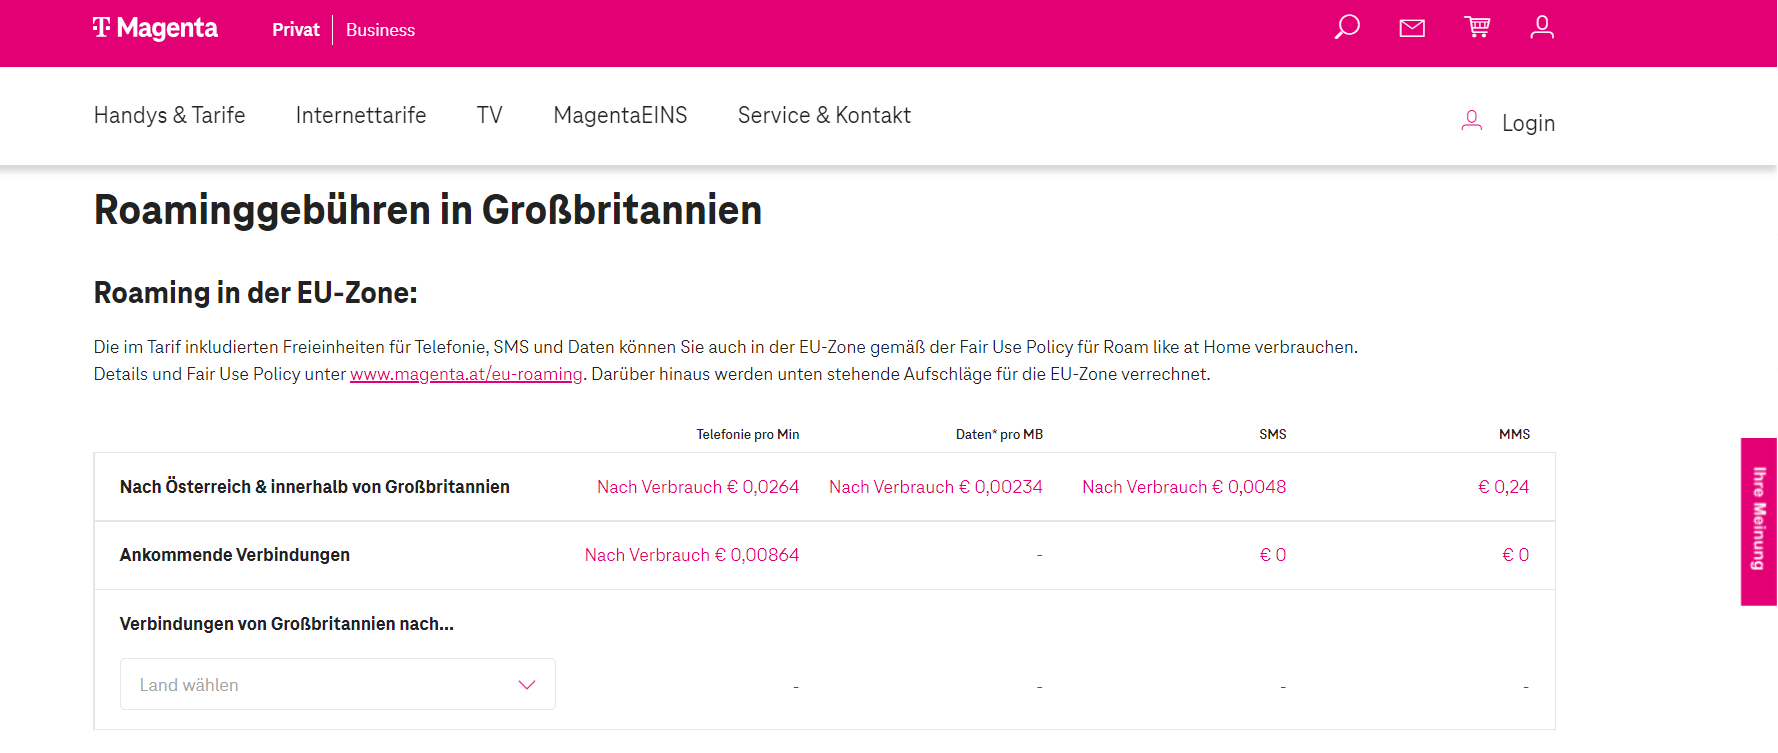 T Magenta Privat Business
Handys & Tarife Internettarife TV MagentaEINS Service & Kontakt Login
Roaminggebühren in Großbritannien
Roaming in der EU-Zone:
Die im Tarif inkludierten Freieinheiten für Telefonie, SMS und Daten können Sie auch in der EU-Zone gemäß der Fair Use Policy für Roam like at Home verbrauchen.
Details und Fair Use Policy unter www.magenta.at/eu-roaming. Darüber hinaus werden unten stehende Aufschläge für die EU-Zone verrechnet.
Telefonie pro Min Daten* pro MB SMS MMS
Nach Österreich & innerhalb von Großbritannien Nach Verbrauch € 0,0264 Nach Verbrauch € 0,00234 Nach Verbrauch € 0,0048 € 0,24
Ankommende Verbindungen Nach Verbrauch € 0,00864 - € 0 € 0
Verbindungen von Großbritannien nach...
Land wählen - - - -
Ihre Meinung